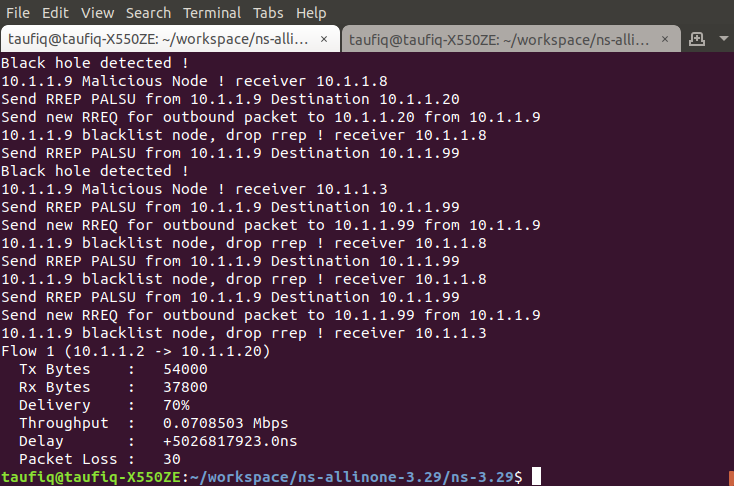 File Edit View Search Terminal Tabs Help
taufiq@taufiq-X550ZE: ~/workspace/ns-alli... × taufiq@taufiq-X550ZE: ~/workspace/ns-alli... ×
Black hole detected !
10.1.1.9 Malicious Node ! receiver 10.1.1.8
Send RREP PALSU from 10.1.1.9 Destination 10.1.1.20
Send new RREQ for outbound packet to 10.1.1.20 from 10.1.1.9
10.1.1.9 blacklist node, drop rrep ! receiver 10.1.1.8
Send RREP PALSU from 10.1.1.9 Destination 10.1.1.99
Black hole detected !
10.1.1.9 Malicious Node ! receiver 10.1.1.3
Send RREP PALSU from 10.1.1.9 Destination 10.1.1.99
Send new RREQ for outbound packet to 10.1.1.99 from 10.1.1.9
10.1.1.9 blacklist node, drop rrep ! receiver 10.1.1.8
Send RREP PALSU from 10.1.1.9 Destination 10.1.1.99
10.1.1.9 blacklist node, drop rrep ! receiver 10.1.1.8
Send RREP PALSU from 10.1.1.9 Destination 10.1.1.99
Send new RREQ for outbound packet to 10.1.1.99 from 10.1.1.9
10.1.1.9 blacklist node, drop rrep ! receiver 10.1.1.3
Flow 1 (10.1.1.2 -> 10.1.1.20)
Tx Bytes : 54000
Rx Bytes : 37800
Delivery : 70%
Throughput : 0.0708503 Mbps
Delay : +5026817923.0ns
Packet Loss : 30
taufiq@taufiq-X550ZE:~/workspace/ns-allinone-3.29/ns-3.29$